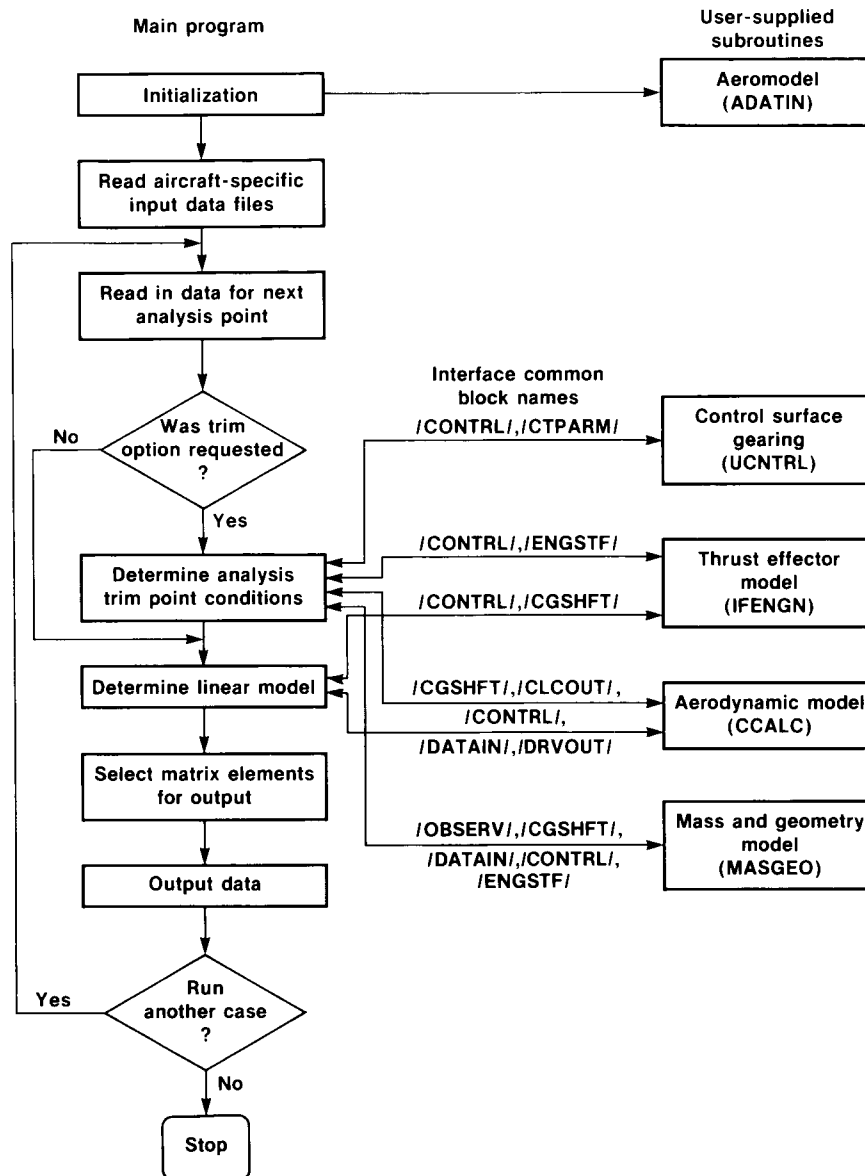 Main program
User-supplied
subroutines
Initialization
Aeromodel
(ADATIN)
Read aircraft-specific
input data files
Read in data for next
analysis point
Interface common
block names
Was trim
option requested
?
No
Yes
/CONTRL/,/CTPARM/
Control surface
gearing
(UCNTRL)
Determine analysis
trim point conditions
/CONTRL/,/ENGSTF/
/CONTRL/,/CGSHFT/
Thrust effector
model
(IFENGN)
Determine linear model
/CGSHFT/,/CLCOUT/,
/CONTRL/,
/DATAIN/,/DRVOUT/
Aerodynamic model
(CCALC)
Select matrix elements
for output
/OBSERV/,/CGSHFT/,
/DATAIN/,/CONTRL/,
/ENGSTF/
Mass and geometry
model
(MASGEO)
Output data
Run
another case
?
Yes
No
Stop